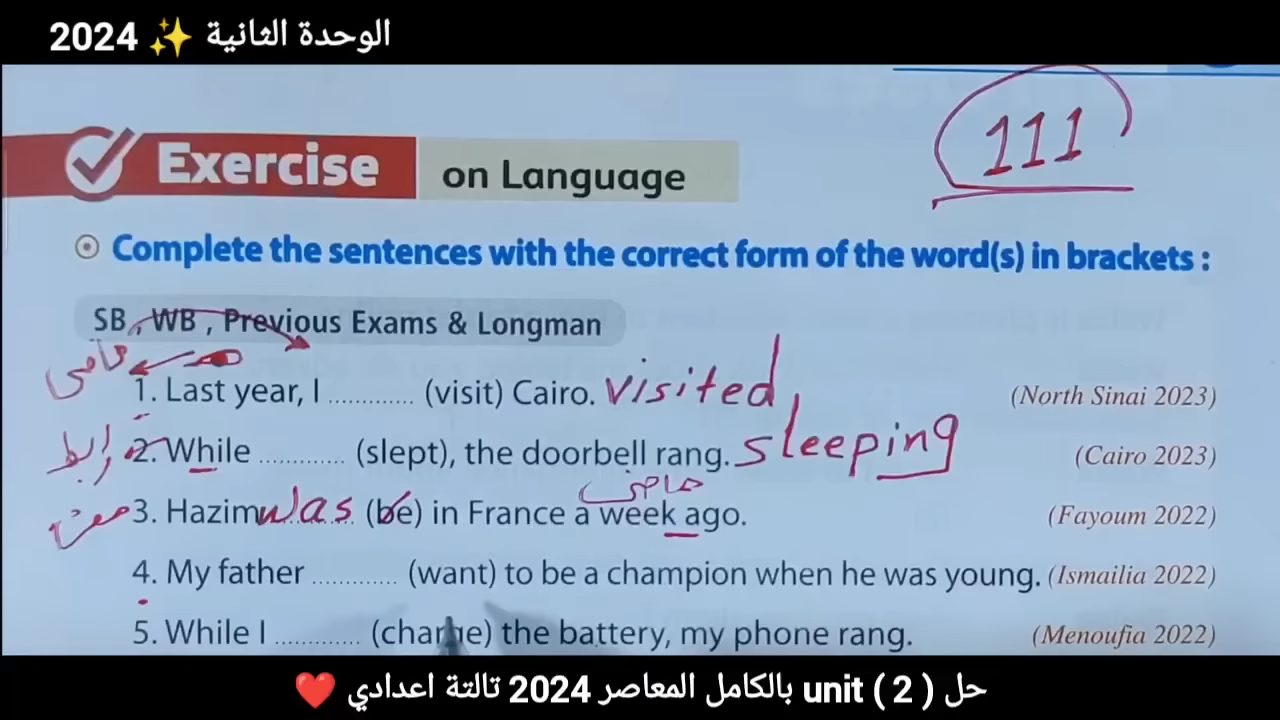 الوحدة الثانية ✨ 2024
111
Exercise on Language
Complete the sentences with the correct form of the word(s) in brackets :
SB , WB , Previous Exams & Longman
ماضى
1. Last year, I ............ (visit) Cairo. visited (North Sinai 2023)
رابط
2. While ............ (slept), the doorbell rang. sleeping (Cairo 2023)
ماضى
3. Hazim was (be) in France a week ago. (Fayoum 2022)
4. My father ............ (want) to be a champion when he was young. (Ismailia 2022)
5. While I ............ (charge) the battery, my phone rang. (Menoufia 2022)
حل unit ( 2 ) بالكامل المعاصر 2024 تالتة اعدادي ❤️